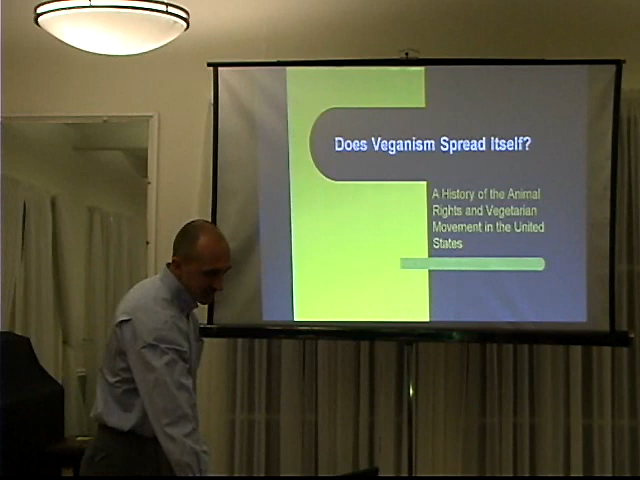 Does Veganism Spread Itself?
A History of the Animal
Rights and Vegetarian
Movement in the United
States